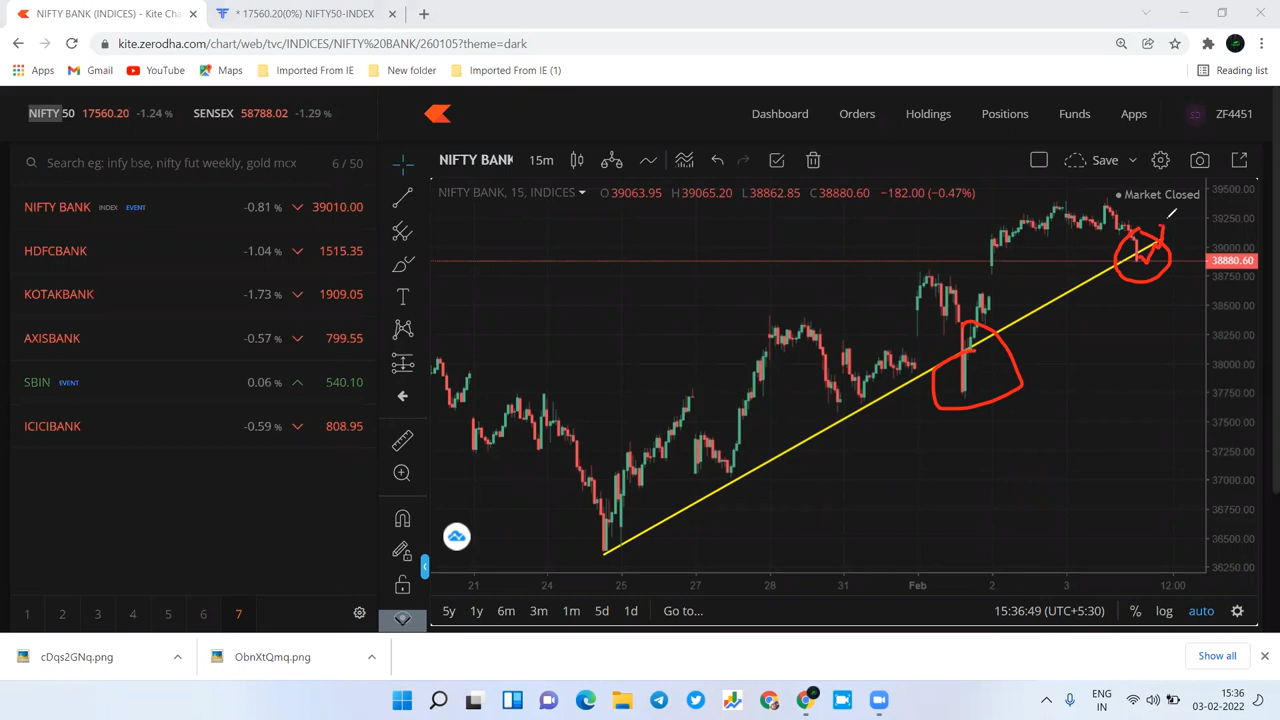 NIFTY BANK (INDICES) - Kite Cha
* 17560.20(0%) NIFTY50-INDEX
kite.zerodha.com/chart/web/tvc/INDICES/NIFTY%20BANK/260105?theme=dark
Apps Gmail YouTube Maps Imported From IE New folder Imported From IE (1) Reading list
NIFTY 50 17560.20 -1.24 % SENSEX 58788.02 -1.29 %
Dashboard Orders Holdings Positions Funds Apps ZF4451
Search eg: infy bse, nifty fut weekly, gold mcx 6 / 50
NIFTY BANK 15m Save
NIFTY BANK, 15, INDICES O39063.95 H39065.20 L38862.85 C38880.60 −182.00 (−0.47%)
Market Closed
NIFTY BANK INDEX EVENT -0.81 % 39010.00
HDFCBANK -1.04 % 1515.35
KOTAKBANK -1.73 % 1909.05
AXISBANK -0.57 % 799.55
SBIN EVENT 0.06 % 540.10
ICICIBANK -0.59 % 808.95
39500.00
39250.00
39000.00
38880.60
38750.00
38500.00
38250.00
38000.00
37750.00
37500.00
37250.00
37000.00
36750.00
36500.00
36250.00
21 24 25 27 28 31 Feb 2 3 12:00
1 2 3 4 5 6 7
5y 1y 6m 3m 1m 5d 1d Go to... 15:36:49 (UTC+5:30) % log auto
cDqs2GNq.png ObnXtQmq.png Show all
ENG
IN
15:36
03-02-2022